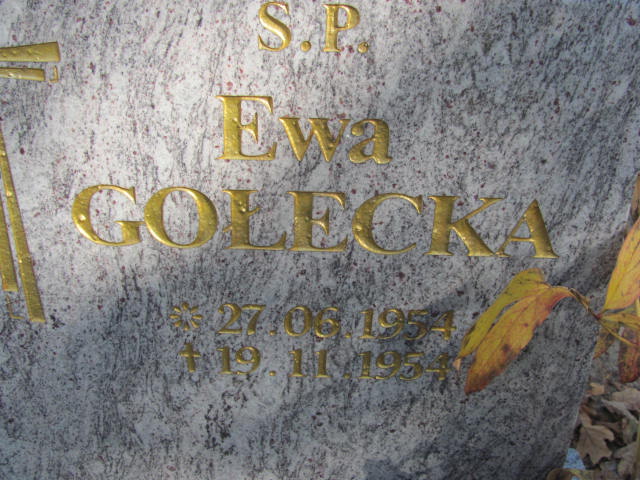 S.P.
Ewa
GOŁECKA
* 27.06.1954
† 19.11.1954